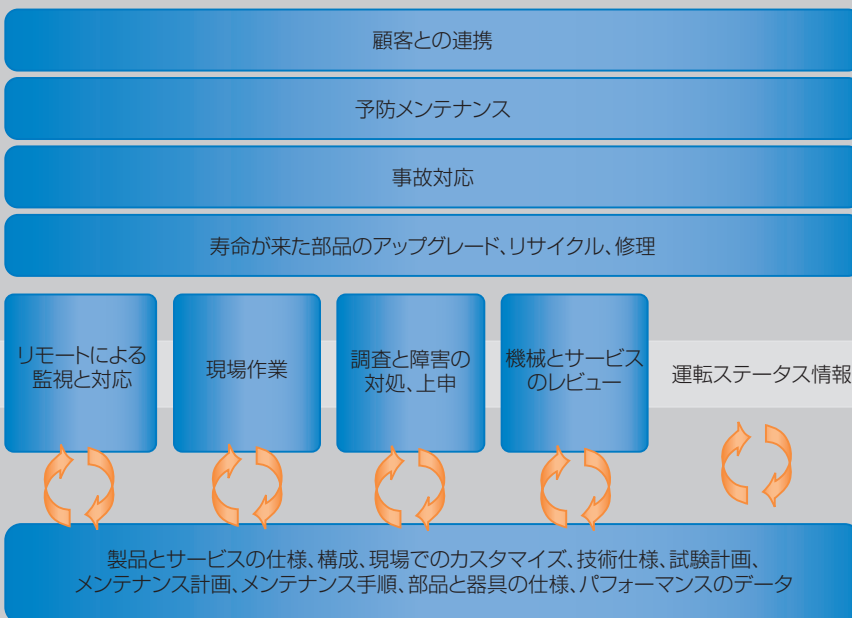 顧客との連携
予防メンテナンス
事故対応
寿命が来た部品のアップグレード、リサイクル、修理
リモートによる
監視と対応
現場作業
調査と障害の
対処、上申
機械とサービス
のレビュー
運転ステータス情報
製品とサービスの仕様、構成、現場でのカスタマイズ、技術仕様、試験計画、
メンテナンス計画、メンテナンス手順、部品と器具の仕様、パフォーマンスのデータ